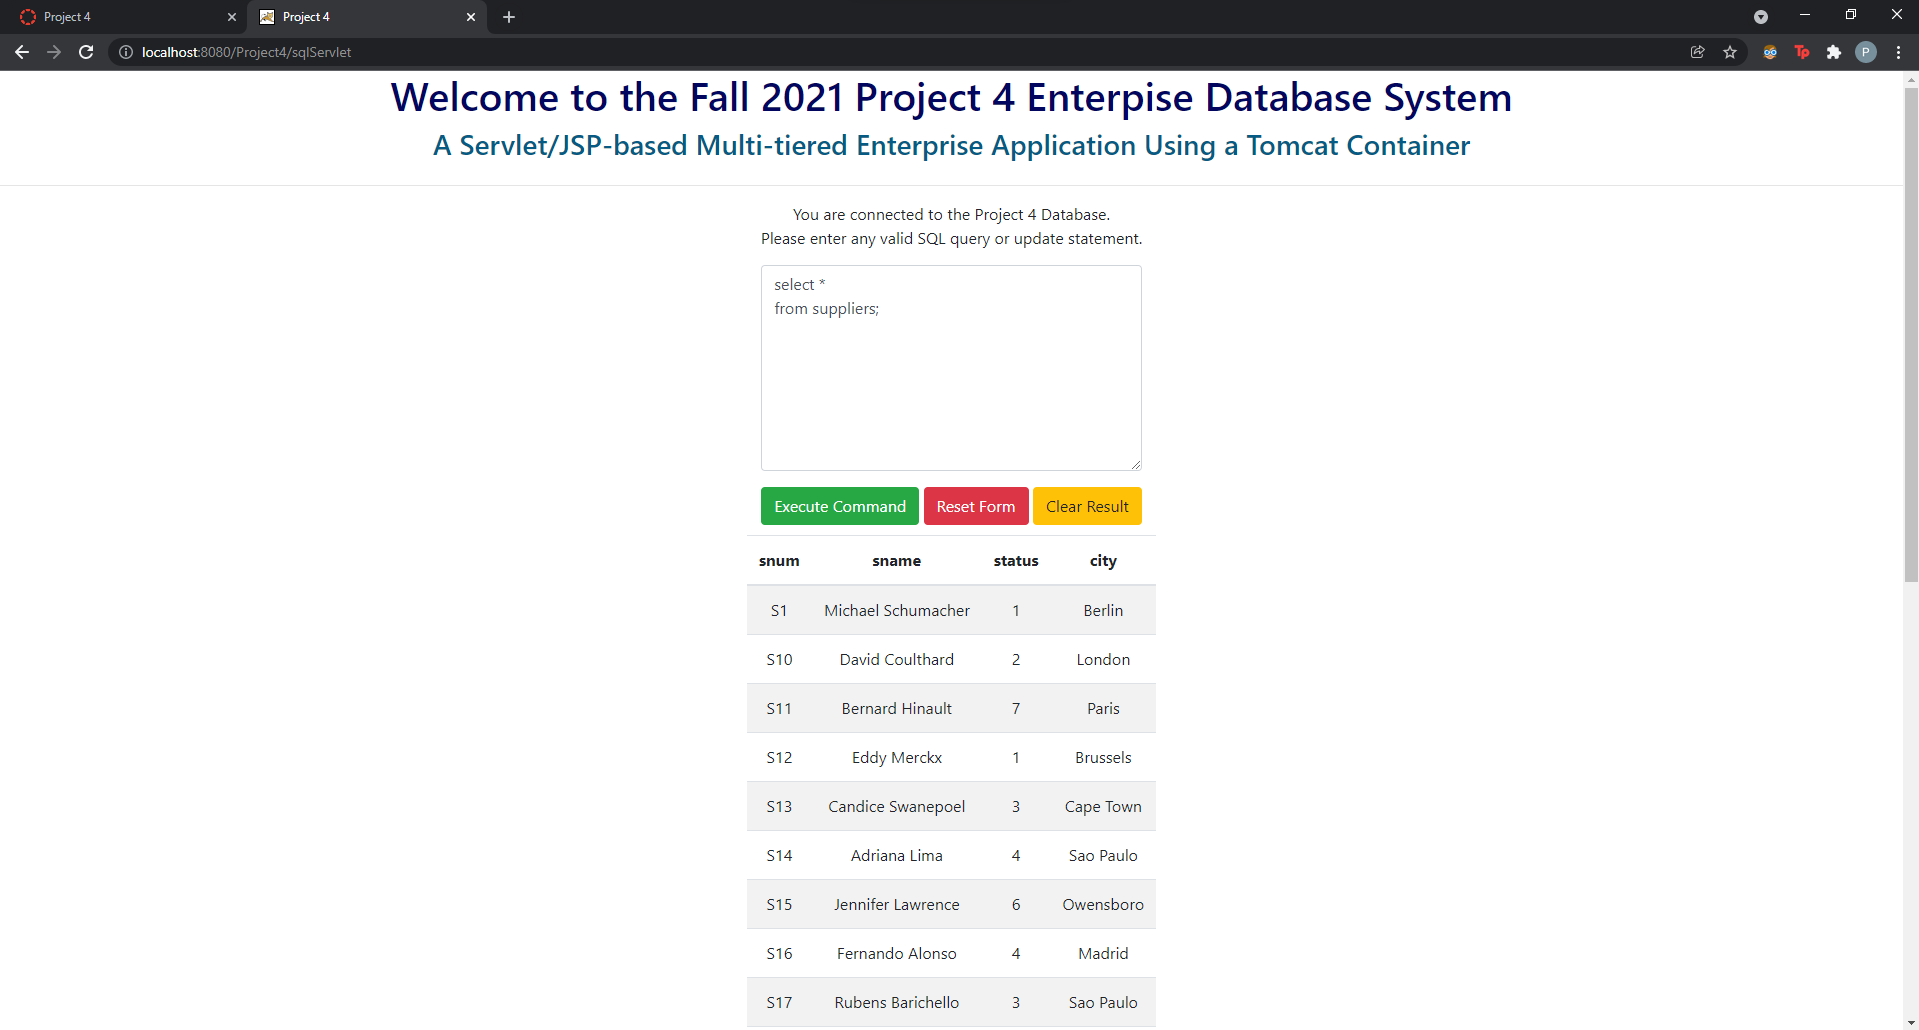 Project 4
Project 4
localhost:8080/Project4/sqlServlet
Tp
P
Welcome to the Fall 2021 Project 4 Enterpise Database System
A Servlet/JSP-based Multi-tiered Enterprise Application Using a Tomcat Container
You are connected to the Project 4 Database.
Please enter any valid SQL query or update statement.
select *
from suppliers;
Execute Command Reset Form Clear Result
snum sname status city
S1 Michael Schumacher 1 Berlin
S10 David Coulthard 2 London
S11 Bernard Hinault 7 Paris
S12 Eddy Merckx 1 Brussels
S13 Candice Swanepoel 3 Cape Town
S14 Adriana Lima 4 Sao Paulo
S15 Jennifer Lawrence 6 Owensboro
S16 Fernando Alonso 4 Madrid
S17 Rubens Barichello 3 Sao Paulo